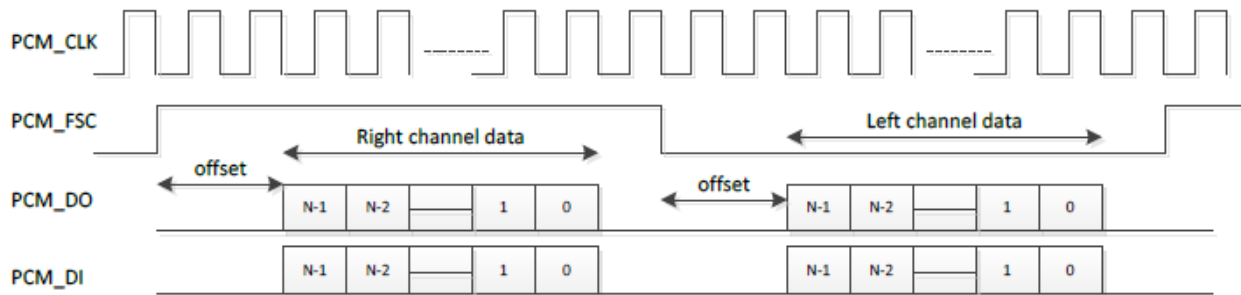 PCM_CLK
PCM_FSC
Right channel data
Left channel data
offset
offset
PCM_DO
N-1 N-2 1 0 N-1 N-2 1 0
PCM_DI
N-1 N-2 1 0 N-1 N-2 1 0